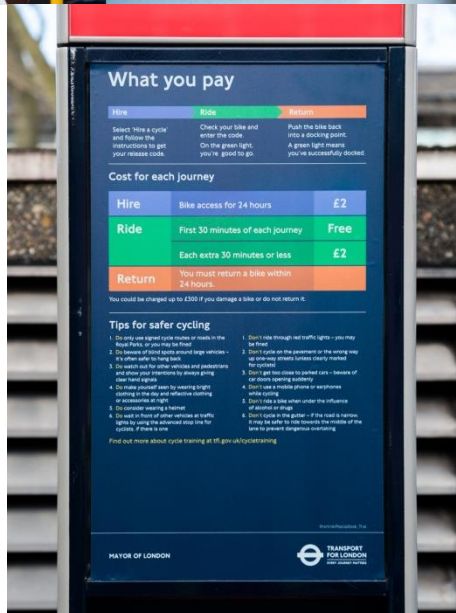 What you pay
Hire Ride Return
Select 'Hire a cycle'
and follow the
instructions to get
your release code.
Check your bike and
enter the code.
On the green light,
you're good to go.
Push the bike back
into a docking point.
A green light means
you've successfully docked.
Cost for each journey
Hire Bike access for 24 hours £2
Ride First 30 minutes of each journey Free
Each extra 30 minutes or less £2
Return You must return a bike within
24 hours.
You could be charged up to £300 if you damage a bike or do not return it.
Tips for safer cycling
1. Do only use signed cycle routes or roads in the
Royal Parks, or you may be fined
2. Do beware of blind spots around large vehicles –
it's often safer to hang back
3. Do watch out for other vehicles and pedestrians
and show your intentions by always giving
clear hand signals
4. Do make yourself seen by wearing bright
clothing in the day and reflective clothing
or accessories at night
5. Do consider wearing a helmet
6. Do wait in front of other vehicles at traffic
lights by using the advanced stop line for
cyclists, if there is one
1. Don't ride through red traffic lights – you may
be fined
2. Don't cycle on the pavement or the wrong way
up one-way streets (unless clearly marked
for cyclists)
3. Don't get too close to parked cars – beware of
car doors opening suddenly
4. Don't use a mobile phone or earphones
while cycling
5. Don't ride a bike when under the influence
of alcohol or drugs
6. Don't cycle in the gutter – if the road is narrow,
it may be safer to ride towards the middle of the
lane to prevent dangerous overtaking
Find out more about cycle training at tfl.gov.uk/cycletraining
MAYOR OF LONDON
TRANSPORT
FOR LONDON
EVERY JOURNEY MATTERS